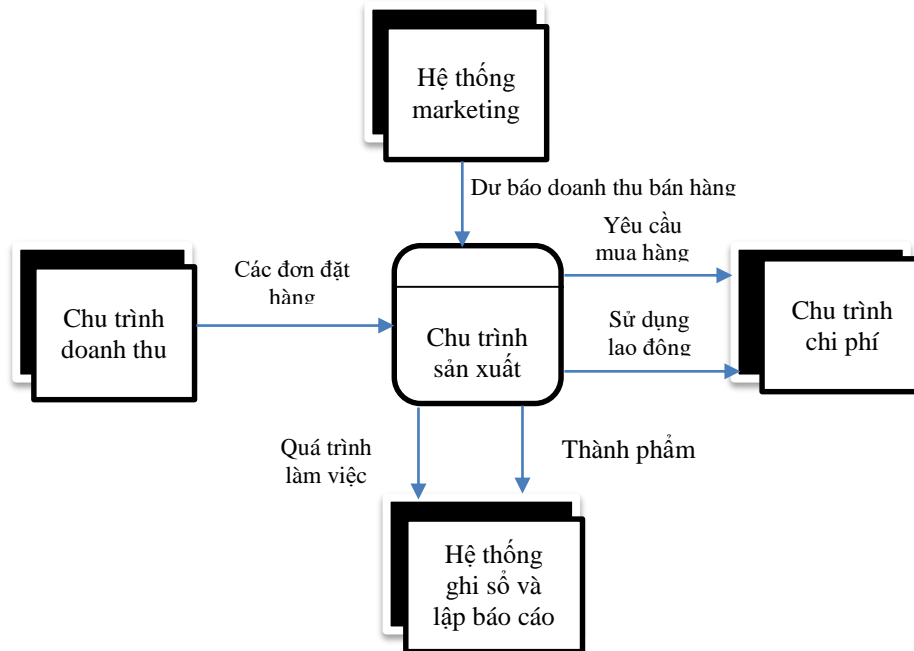 Hệ thống
marketing
Dự báo doanh thu bán hàng
Yêu cầu
mua hàng
Các đơn đặt
hàng
Chu trình
doanh thu
Chu trình
sản xuất
Sử dụng
lao động
Chu trình
chi phí
Quá trình
làm việc
Thành phẩm
Hệ thống
ghi sổ và
lập báo cáo